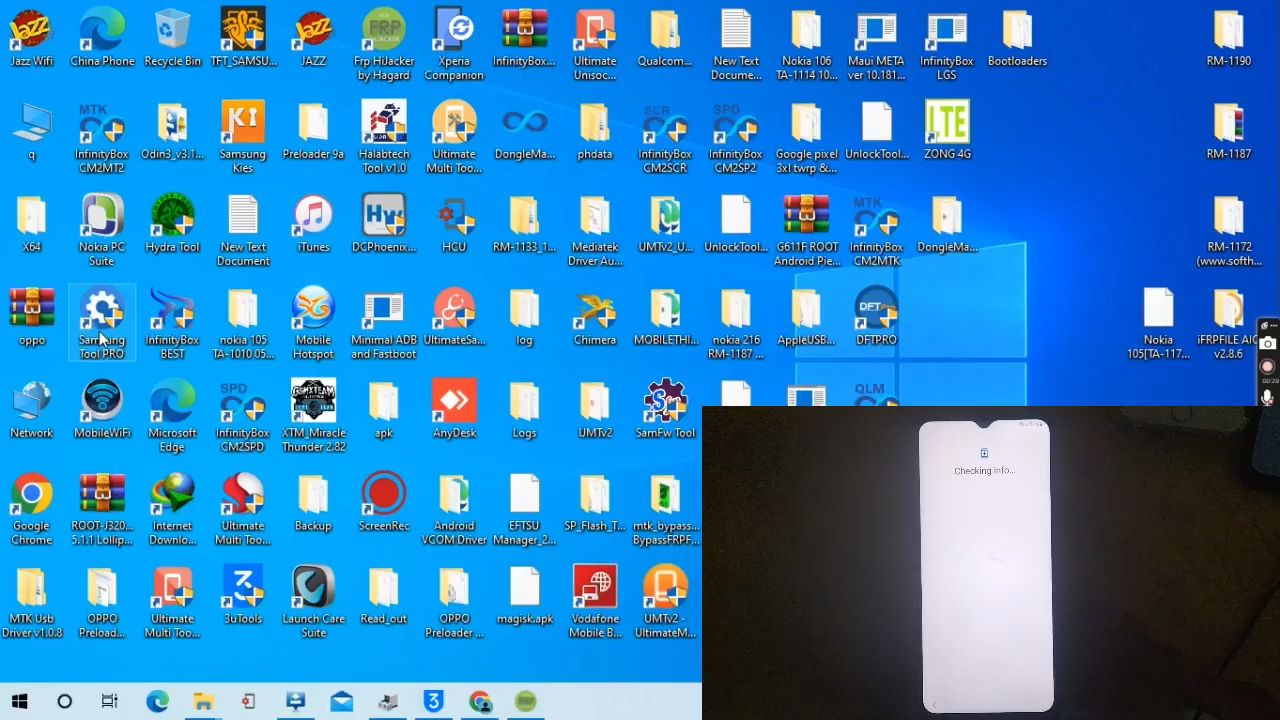 Jazz Wifi
China Phone
Recycle Bin
TFT_SAMSU...
JAZZ
Frp HiJacker
by Hagard
Xperia
Companion
InfinityBox...
Ultimate
Unisoc...
Qualcom...
New Text
Docume...
Nokia 106
TA-1114 10...
Maui META
ver 10.181...
InfinityBox
LGS
Bootloaders
RM-1190
q
InfinityBox
CM2MT2
Odin3_v3.1...
Samsung
Kies
Preloader 9a
Halabtech
Tool v1.0
Ultimate
Multi Too...
DongleMa...
phdata
InfinityBox
CM2SCR
InfinityBox
CM2SP2
Google pixel
3xl twrp &...
UnlockTool...
ZONG 4G
RM-1187
X64
Nokia PC
Suite
Hydra Tool
New Text
Document
iTunes
DCPhoenix...
HCU
RM-1133_1...
Mediatek
Driver Au...
UMTv2_U...
UnlockTool...
G611F ROOT
Android Pie...
InfinityBox
CM2MTK
DongleMa...
RM-1172
(www.softh...
oppo
Samsung
Tool PRO
InfinityBox
BEST
nokia 105
TA-1010 05...
Mobile
Hotspot
Minimal ADB
and Fastboot
UltimateSa...
log
Chimera
MOBILETHI...
nokia 216
RM-1187 ...
AppleUSB...
DFTPRO
Nokia
105[TA-117...
iFRPFILE AIO
v2.8.6
Network
MobileWiFi
Microsoft
Edge
InfinityBox
CM2SPD
XTM_Miracle
Thunder 2.82
apk
AnyDesk
Logs
UMTv2
SamFw Tool
Google
Chrome
ROOT-J320...
5.1.1 Lollip...
Internet
Downlo...
Ultimate
Multi Too...
Backup
ScreenRec
Android
VCOM Driver
EFTSU
Manager_2...
SP_Flash_T...
mtk_bypass...
BypassFRPF...
MTK Usb
Driver v1.0.8
OPPO
Preload...
Ultimate
Multi Too...
3uTools
Launch Care
Suite
Read_out
OPPO
Preloader ...
magisk.apk
Vodafone
Mobile B...
UMTv2 -
UltimateM...
Checking info...